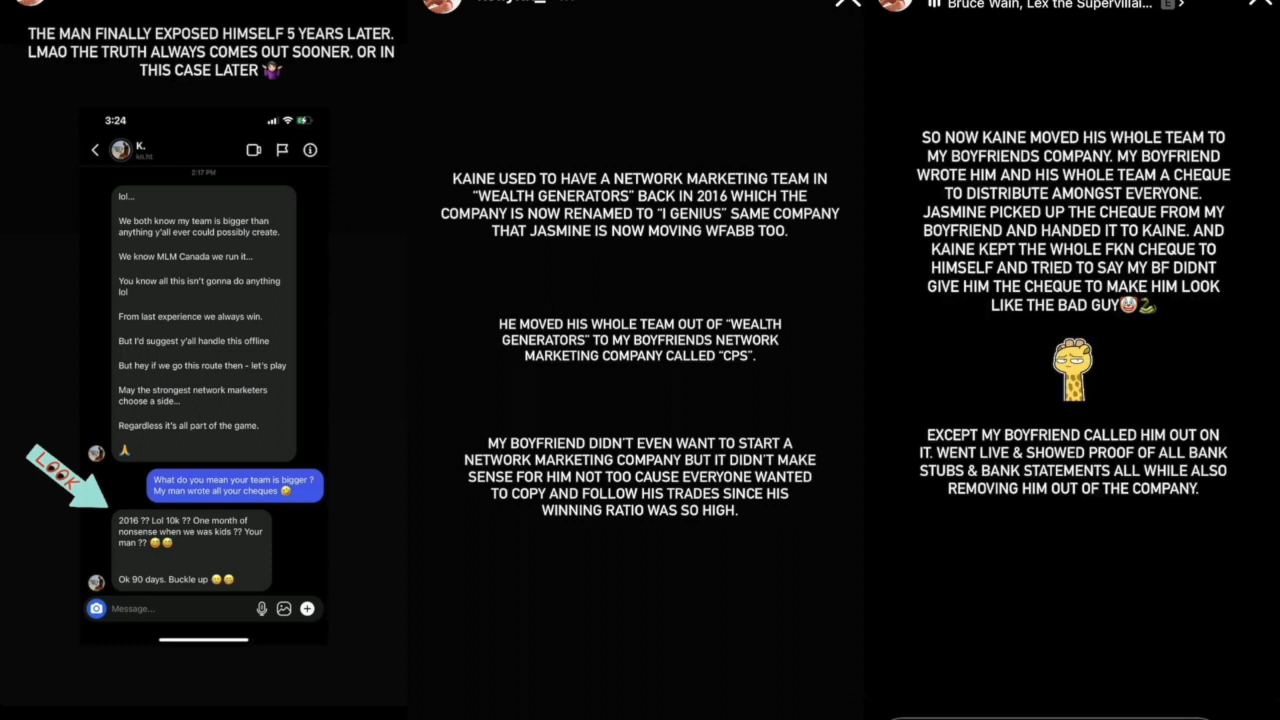 THE MAN FINALLY EXPOSED HIMSELF 5 YEARS LATER.
LMAO THE TRUTH ALWAYS COMES OUT SOONER, OR IN
THIS CASE LATER 🤷🏻‍♀️
3:24
K.
kn.ht
2:17 PM
lol...
We both know my team is bigger than
anything y'all ever could possibly create.
We know MLM Canada we run it...
You know all this isn't gonna do anything
lol
From last experience we always win.
But I'd suggest y'all handle this offline
But hey if we go this route then - let's play
May the strongest network marketers
choose a side...
Regardless it's all part of the game.
🙏
LOOK
What do you mean your team is bigger ?
My man wrote all your cheques 🤣
2016 ?? Lol 10k ?? One month of
nonsense when we was kids ?? Your
man ?? 😅😅
Ok 90 days. Buckle up 😊😊
Message...
KAINE USED TO HAVE A NETWORK MARKETING TEAM IN
"WEALTH GENERATORS" BACK IN 2016 WHICH THE
COMPANY IS NOW RENAMED TO "I GENIUS" SAME COMPANY
THAT JASMINE IS NOW MOVING WFABB TOO.
HE MOVED HIS WHOLE TEAM OUT OF "WEALTH
GENERATORS" TO MY BOYFRIENDS NETWORK
MARKETING COMPANY CALLED "CPS".
MY BOYFRIEND DIDN'T EVEN WANT TO START A
NETWORK MARKETING COMPANY BUT IT DIDN'T MAKE
SENSE FOR HIM NOT TOO CAUSE EVERYONE WANTED
TO COPY AND FOLLOW HIS TRADES SINCE HIS
WINNING RATIO WAS SO HIGH.
Bruce Wain, Lex the Supervillai...
SO NOW KAINE MOVED HIS WHOLE TEAM TO
MY BOYFRIENDS COMPANY. MY BOYFRIEND
WROTE HIM AND HIS WHOLE TEAM A CHEQUE
TO DISTRIBUTE AMONGST EVERYONE.
JASMINE PICKED UP THE CHEQUE FROM MY
BOYFRIEND AND HANDED IT TO KAINE. AND
KAINE KEPT THE WHOLE FKN CHEQUE TO
HIMSELF AND TRIED TO SAY MY BF DIDNT
GIVE HIM THE CHEQUE TO MAKE HIM LOOK
LIKE THE BAD GUY🤡🐍
EXCEPT MY BOYFRIEND CALLED HIM OUT ON
IT. WENT LIVE & SHOWED PROOF OF ALL BANK
STUBS & BANK STATEMENTS ALL WHILE ALSO
REMOVING HIM OUT OF THE COMPANY.